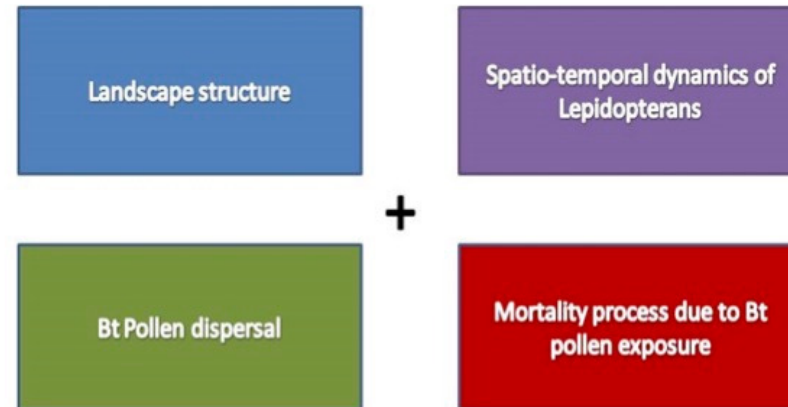 Landscape structure
Spatio-temporal dynamics of
Lepidopterans
+
Bt Pollen dispersal
Mortality process due to Bt
pollen exposure